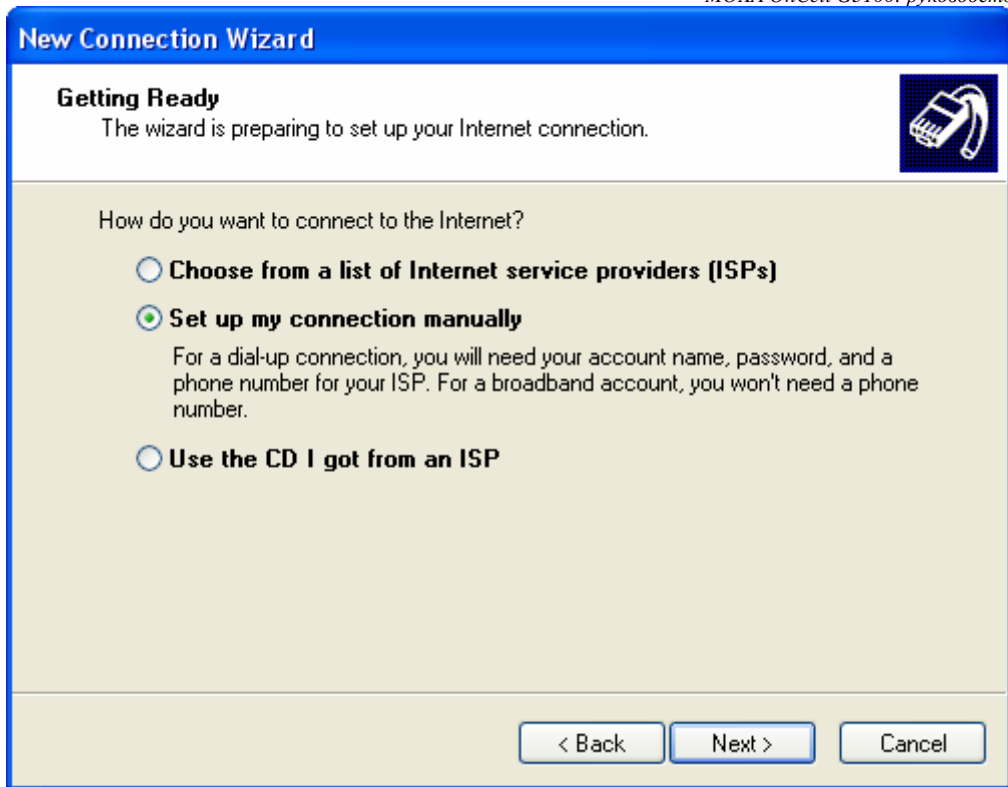 New Connection Wizard
Getting Ready
The wizard is preparing to set up your Internet connection.
How do you want to connect to the Internet?
Choose from a list of Internet service providers (ISPs)
Set up my connection manually
For a dial-up connection, you will need your account name, password, and a
phone number for your ISP. For a broadband account, you won't need a phone
number.
Use the CD I got from an ISP
< Back
Next >
Cancel